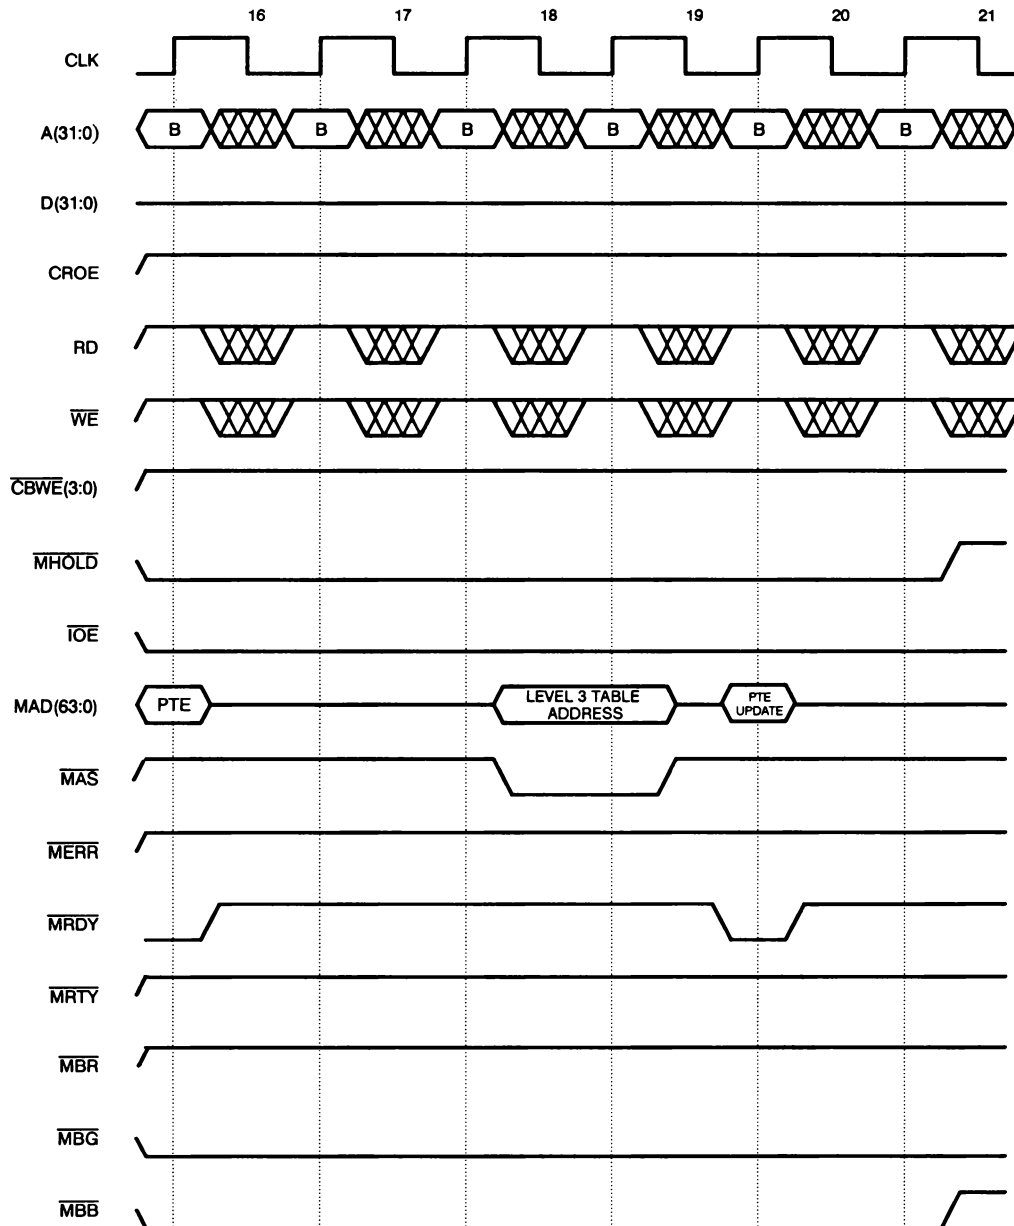 16 17 18 19 20 21
CLK
A(31:0) B B B B B B
D(31:0)
CROE
RD
WE
CBWE(3:0)
MHOLD
IOE
MAD(63:0) PTE LEVEL 3 TABLE ADDRESS PTE UPDATE
MAS
MERR
MRDY
MRTY
MBR
MBG
MBB